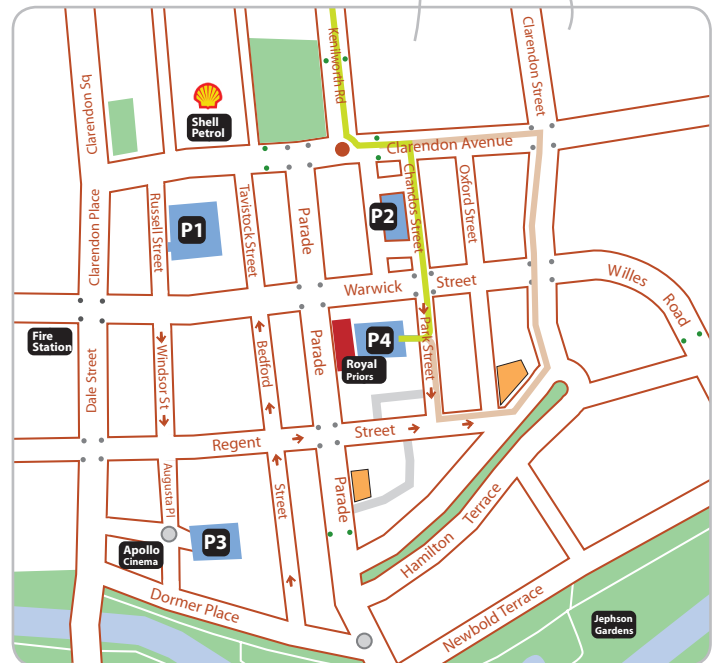 Kenilworth Rd
Clarendon Street
Clarendon Sq
Shell
Petrol
Clarendon Avenue
Clarendon Place
Russell Street
P1
Tavistock Street
Parade
P2
Chandos Street
Oxford Street
Warwick
Street
Willes
Road
Fire
Station
Dale Street
Windsor St
Bedford
Parade
P4
Royal
Priors
Park Street
Regent
Street
Augusta Pl
Street
Parade
Apollo
Cinema
P3
Hamilton
Terrace
Dormer Place
Newbold Terrace
Jephson
Gardens